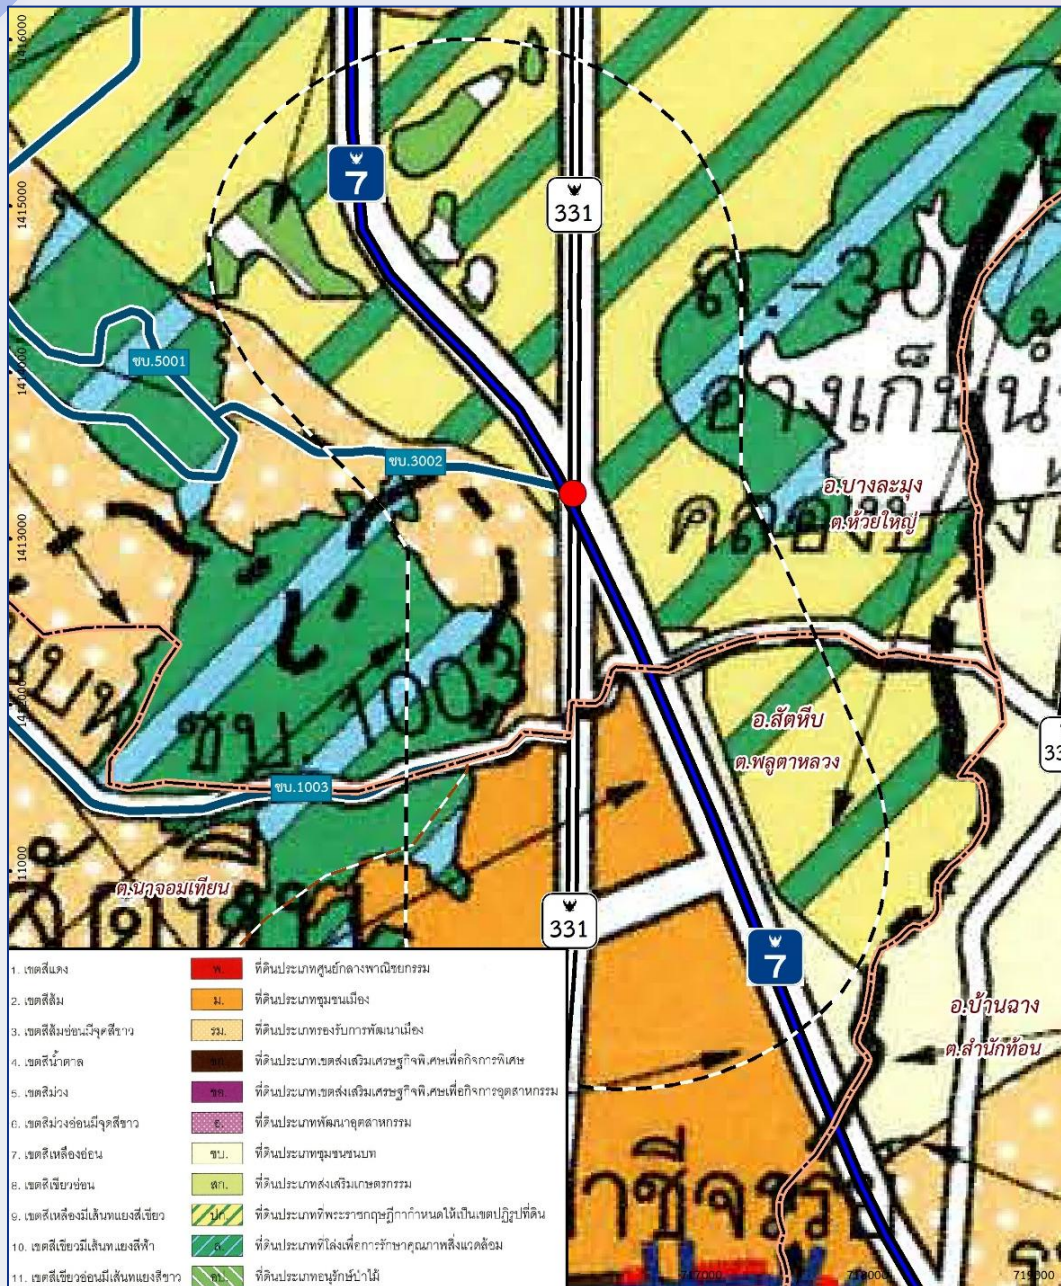 1416000
7
331
1415000
ล.-30
ชบ.5001
อ่างเก็บน้
ชบ.3002
อ.บางละมุง
ต.ห้วยใหญ่
1413000
ชบ. 1003
อ.สัตหีบ
ต.พลูตาหลวง
ชบ.1003
1411000
ต.นาจอมเทียน
331
7
อ.บ้านฉาง
ต.สำนักท้อน
1. เขตสีแดง พ. ที่ดินประเภทศูนย์กลางพาณิชยกรรม
2. เขตสีส้ม ม. ที่ดินประเภทชุมชนเมือง
3. เขตสีส้มอ่อนมีจุดสีขาว รม. ที่ดินประเภทรองรับการพัฒนาเมือง
4. เขตสีน้ำตาล ที่ดินประเภทเขตส่งเสริมเศรษฐกิจพิเศษเพื่อกิจการพิเศษ
5. เขตสีม่วง ขอ. ที่ดินประเภทเขตส่งเสริมเศรษฐกิจพิเศษเพื่อกิจการอุตสาหกรรม
6. เขตสีม่วงอ่อนมีจุดสีขาว อ. ที่ดินประเภทพัฒนาอุตสาหกรรม
7. เขตสีเหลืองอ่อน ชบ. ที่ดินประเภทชุมชนชนบท
8. เขตสีเขียวอ่อน สก. ที่ดินประเภทส่งเสริมเกษตรกรรม
9. เขตสีเหลืองมีเส้นทแยงสีเขียว ปก. ที่ดินประเภทที่พระราชกฤษฎีกากำหนดให้เป็นเขตปฏิรูปที่ดิน
10. เขตสีเขียวมีเส้นทแยงสีฟ้า ล. ที่ดินประเภทที่โล่งเพื่อการรักษาคุณภาพสิ่งแวดล้อม
11. เขตสีเขียวอ่อนมีเส้นทแยงสีขาว อป. ที่ดินประเภทอนุรักษ์ป่าไม้
าชีจรรย์
717000
718000
719000